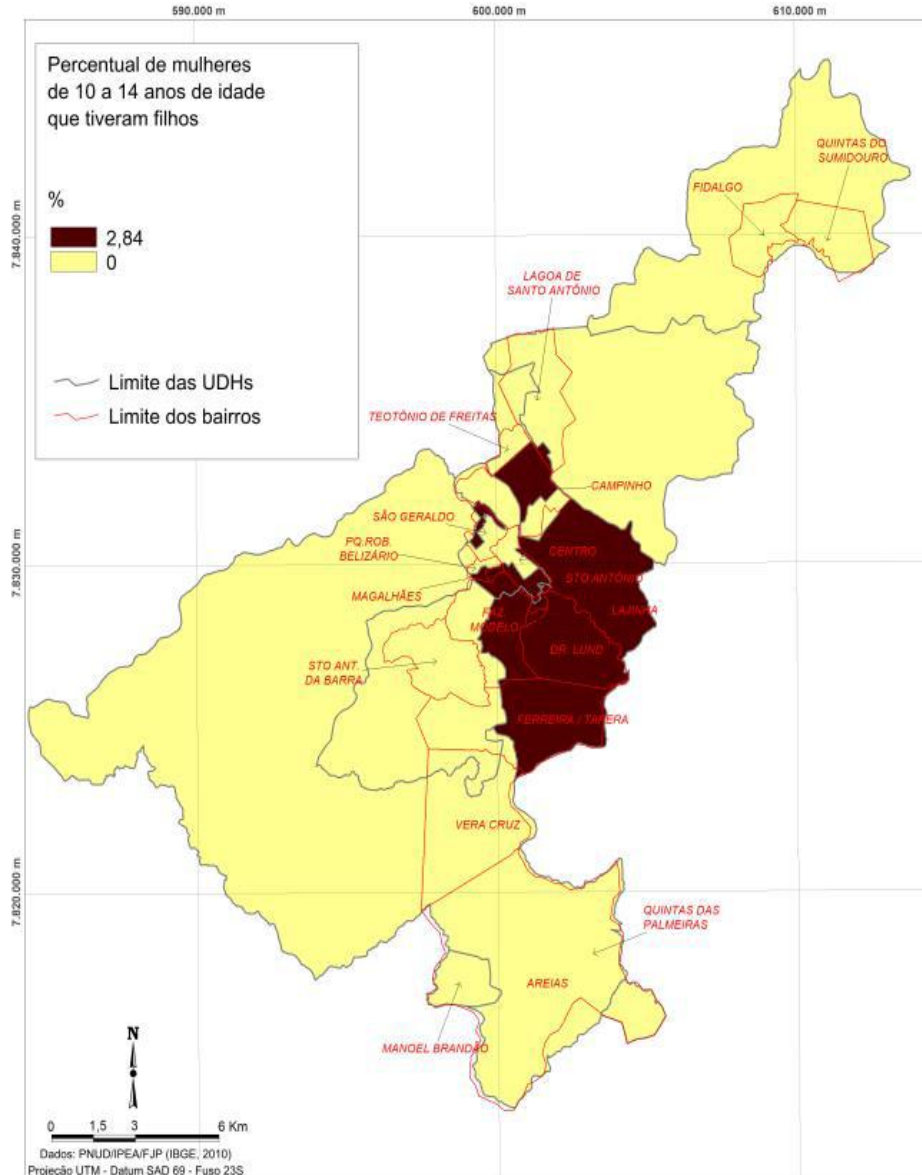 590.000 m
600.000 m
610.000 m
Percentual de mulheres
de 10 a 14 anos de idade
que tiveram filhos
%
2,84
0
Limite das UDHs
Limite dos bairros
7.840.000 m
7.830.000 m
7.820.000 m
QUINTAS DO
SUMIDOURO
FIDALGO
LAGOA DE
SANTO ANTÔNIO
TEOTÔNIO DE FREITAS
CAMPINHO
SÃO GERALDO
PQ.ROB.
BELIZÁRIO
CENTRO
STO ANTÔNIO
MAGALHÃES
FAZ.
MODELO
LAJINHA
DR. LUND
STO ANT.
DA BARRA
FERREIRA / TAPERA
VERA CRUZ
QUINTAS DAS
PALMEIRAS
AREIAS
MANOEL BRANDÃO
N
0 1,5 3 6 Km
Dados: PNUD/IPEA/FJP (IBGE, 2010)
Projeção UTM - Datum SAD 69 - Fuso 23S